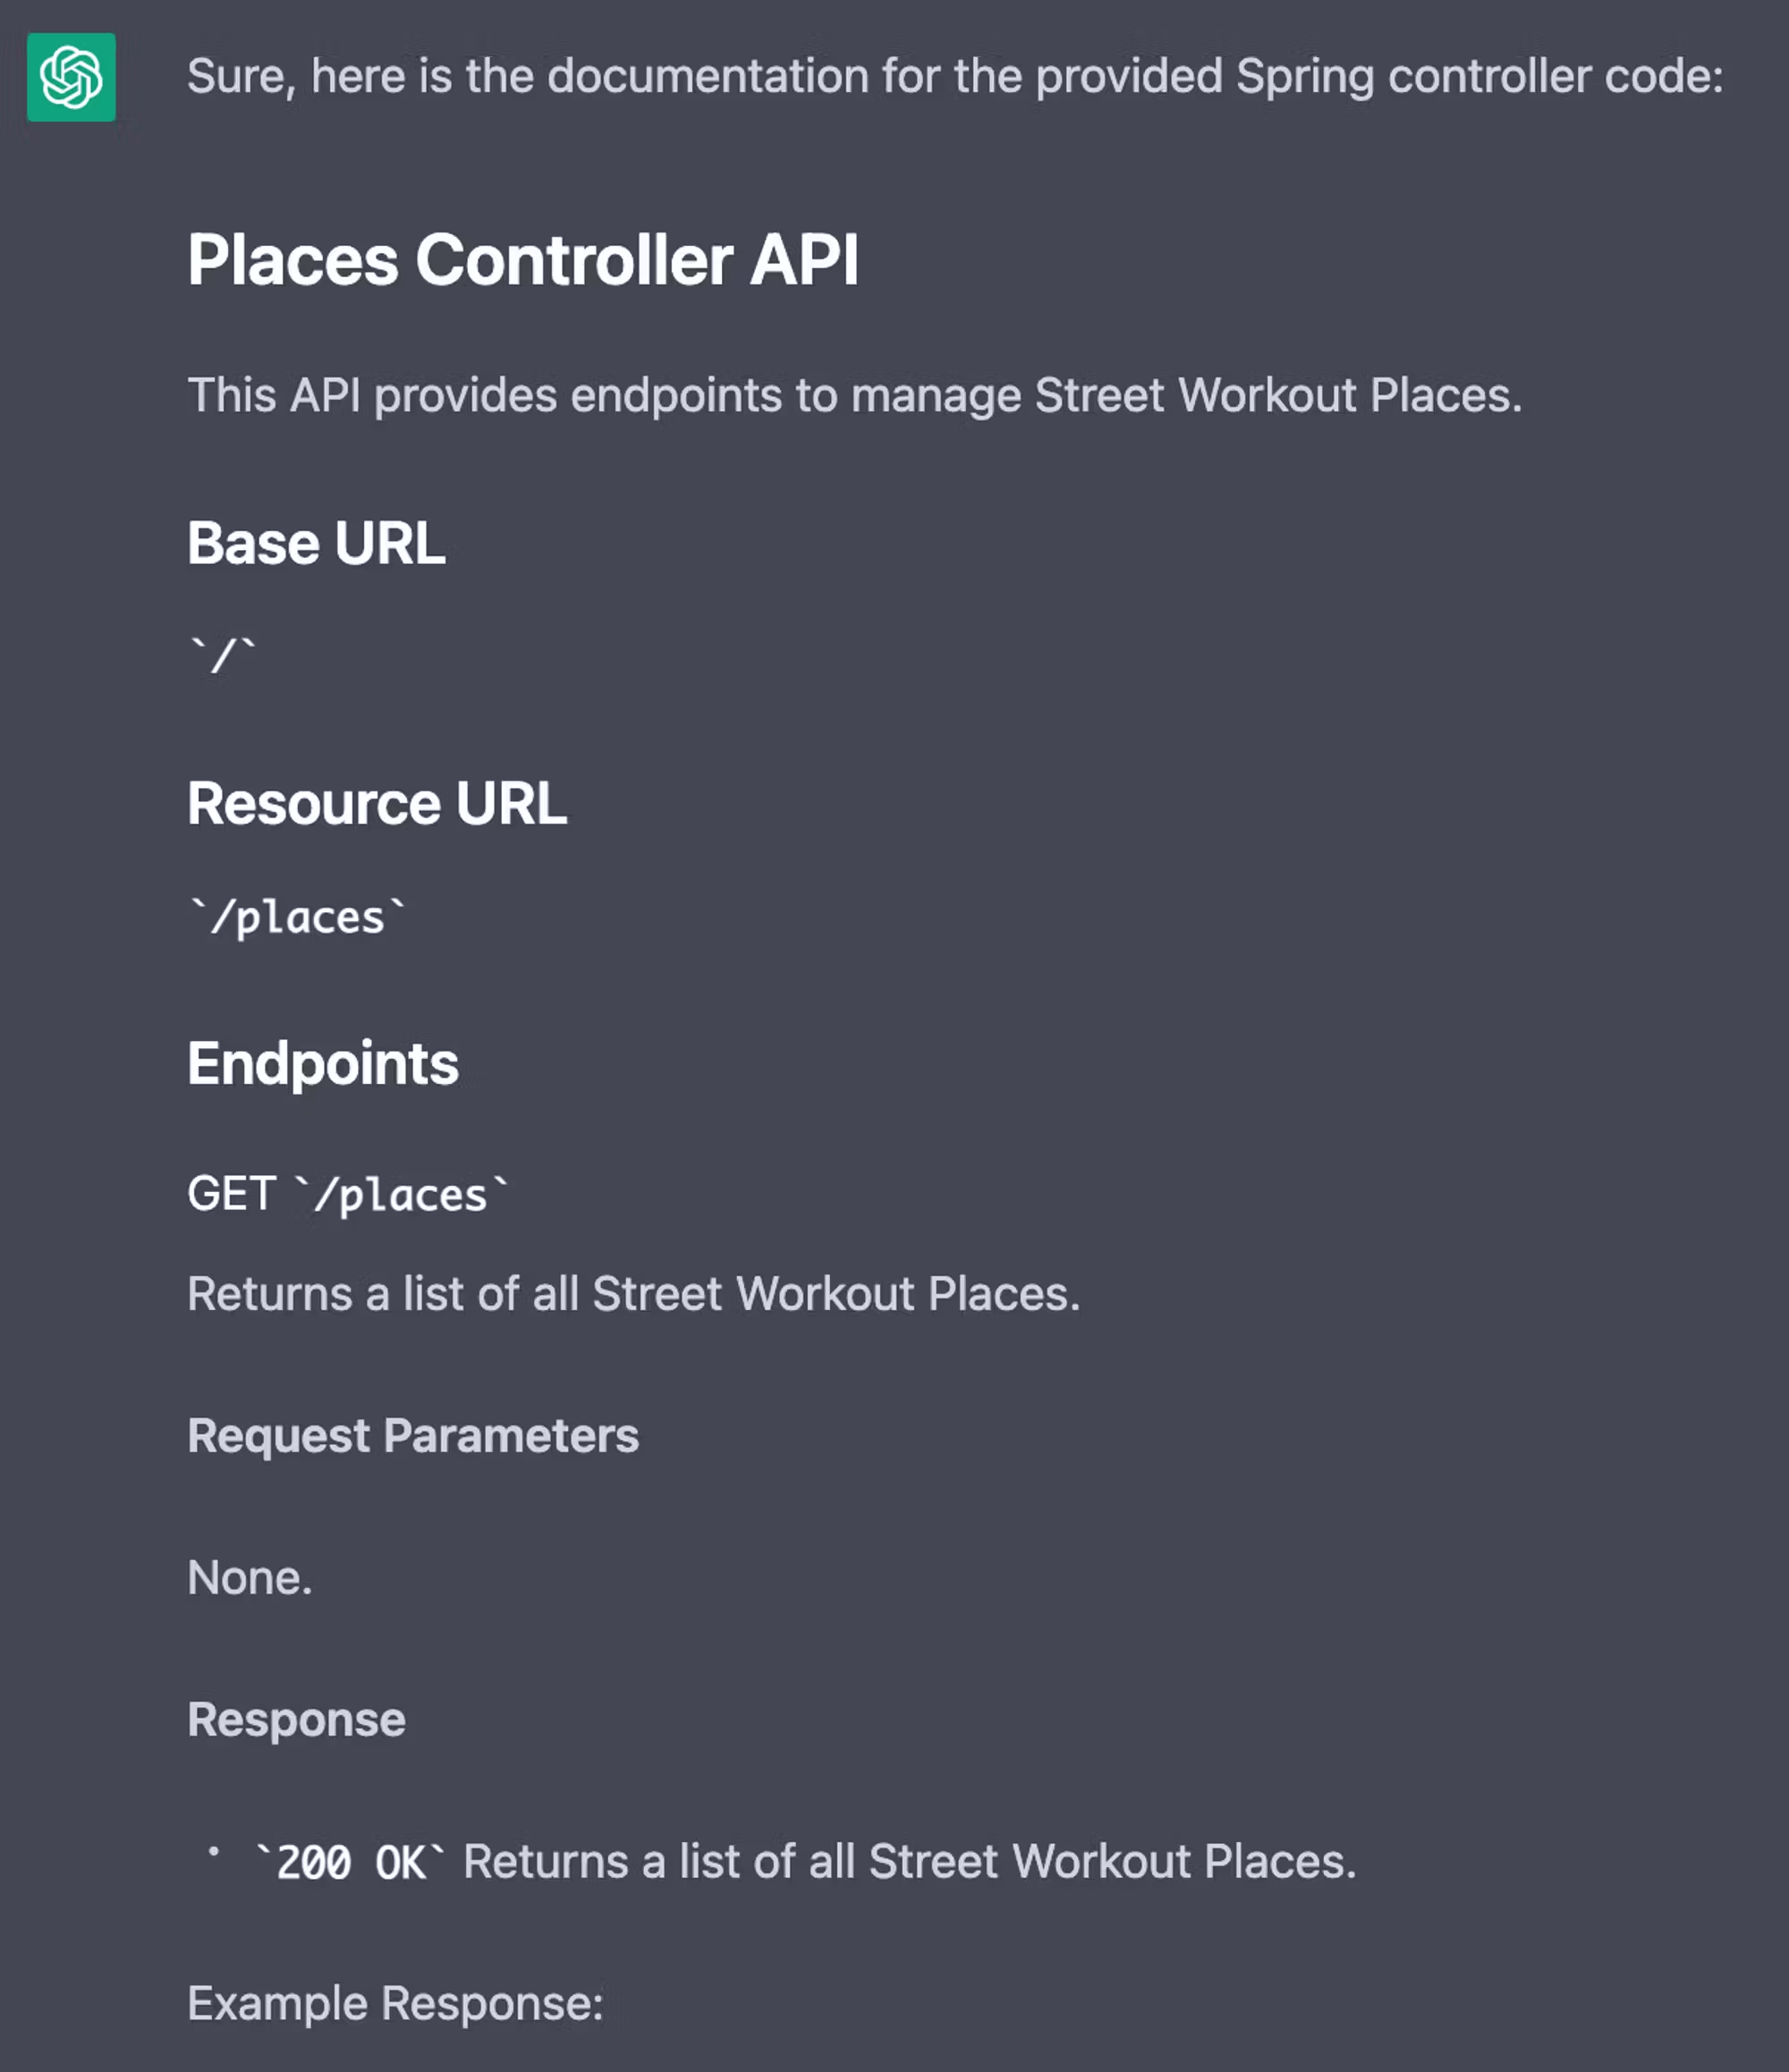 Sure, here is the documentation for the provided Spring controller code:
Places Controller API
This API provides endpoints to manage Street Workout Places.
Base URL
`/`
Resource URL
`/places`
Endpoints
GET `/places`
Returns a list of all Street Workout Places.
Request Parameters
None.
Response
• `200 OK` Returns a list of all Street Workout Places.
Example Response: